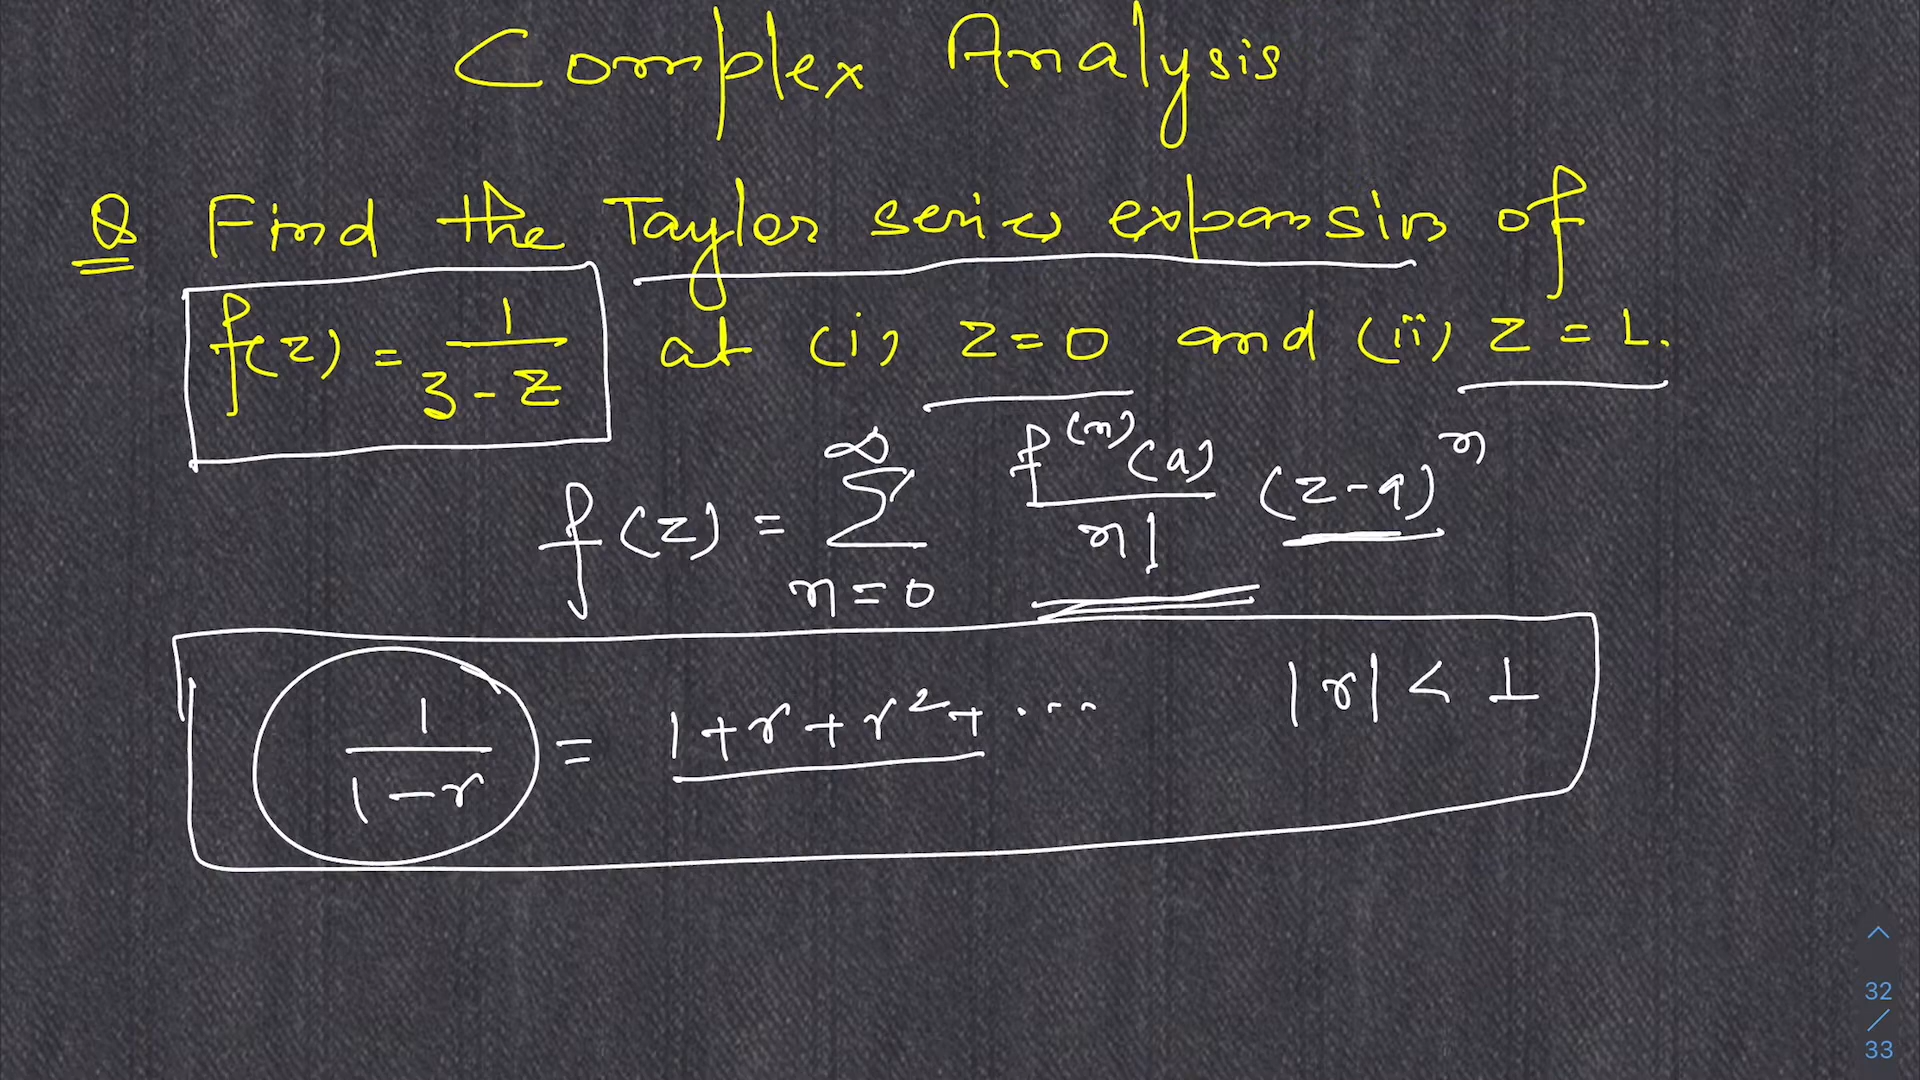 Complex Analysis
Q Find the Taylor series expansion of
f(z) = 1/(3-z) at (i) z=0 and (ii) z=1.
f(z) = ∑_{n=0}^{∞} f^{(n)}(a)/n! (z-a)^n
1/(1-r) = 1+r+r²+... |r| < 1
32
/
33